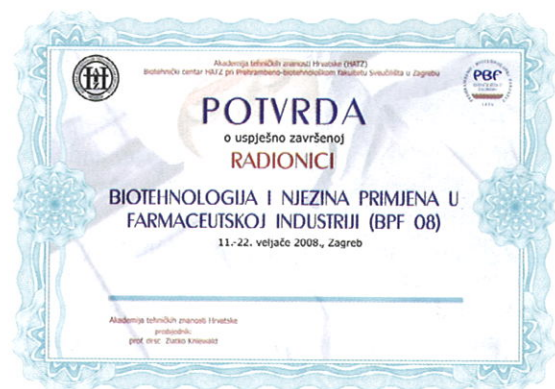 Akademija tehničkih znanosti Hrvatske (HATZ)
Biotehnički centar HATZ pri Prehrambeno-biotehnološkom fakultetu Sveučilišta u Zagrebu
PBF
POTVRDA
o uspješno završenoj
RADIONICI
BIOTEHNOLOGIJA I NJEZINA PRIMJENA U
FARMACEUTSKOJ INDUSTRIJI (BPF 08)
11.-22. veljače 2008., Zagreb
Akademija tehničkih znanosti Hrvatske
predsjednik:
prof. dr.sc. Zlatko Kniewald